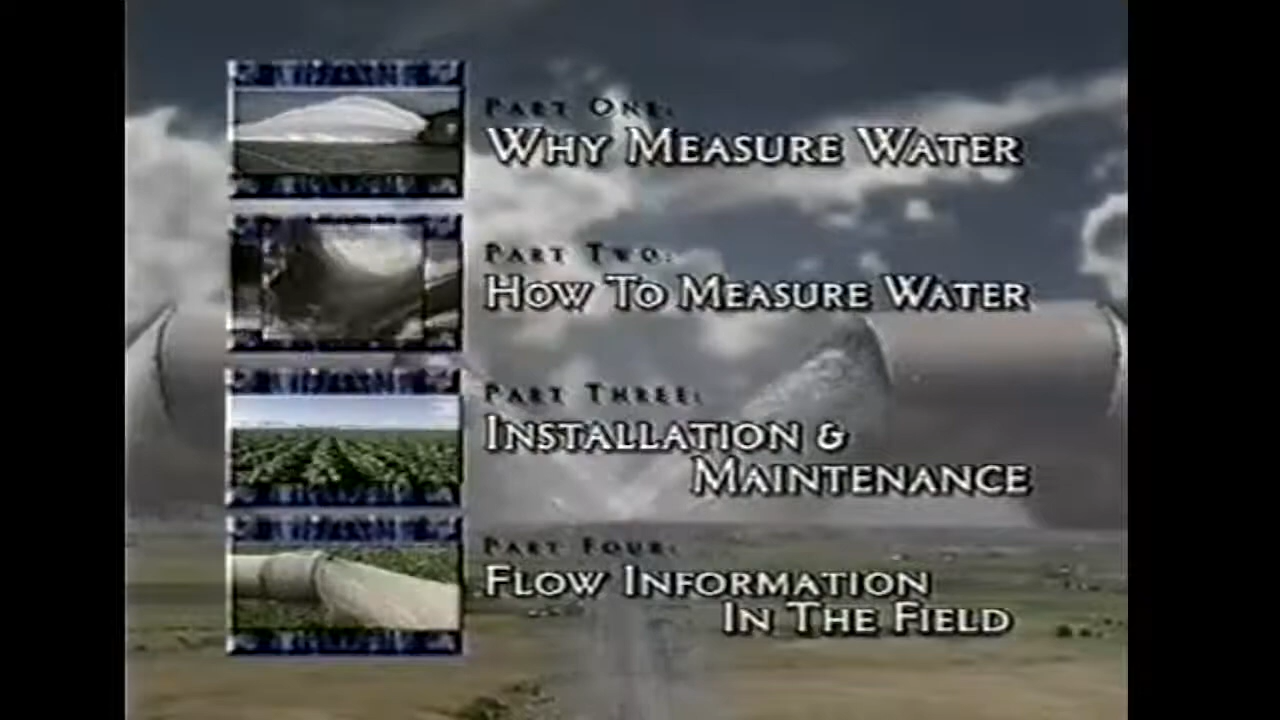 PART ONE:
WHY MEASURE WATER
PART TWO:
HOW TO MEASURE WATER
PART THREE:
INSTALLATION &
MAINTENANCE
PART FOUR:
FLOW INFORMATION
IN THE FIELD